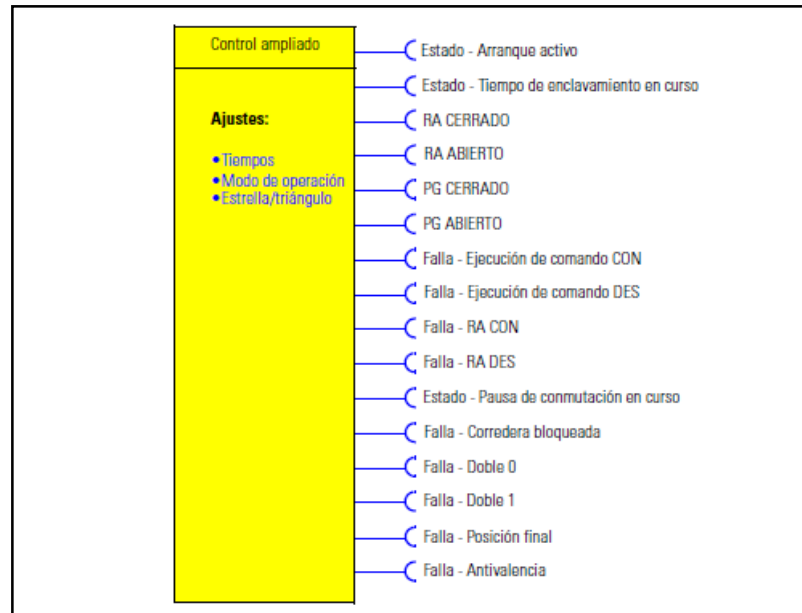 Control ampliado
Estado - Arranque activo
Estado - Tiempo de enclavamiento en curso
Ajustes:
RA CERRADO
RA ABIERTO
•Tiempos
•Modo de operación
PG CERRADO
•Estrella/triángulo
PG ABIERTO
Falla - Ejecución de comando CON
Falla - Ejecución de comando DES
Falla - RA CON
Falla - RA DES
Estado - Pausa de conmutación en curso
Falla - Corredera bloqueada
Falla - Doble 0
Falla - Doble 1
Falla - Posición final
Falla - Antivalencia